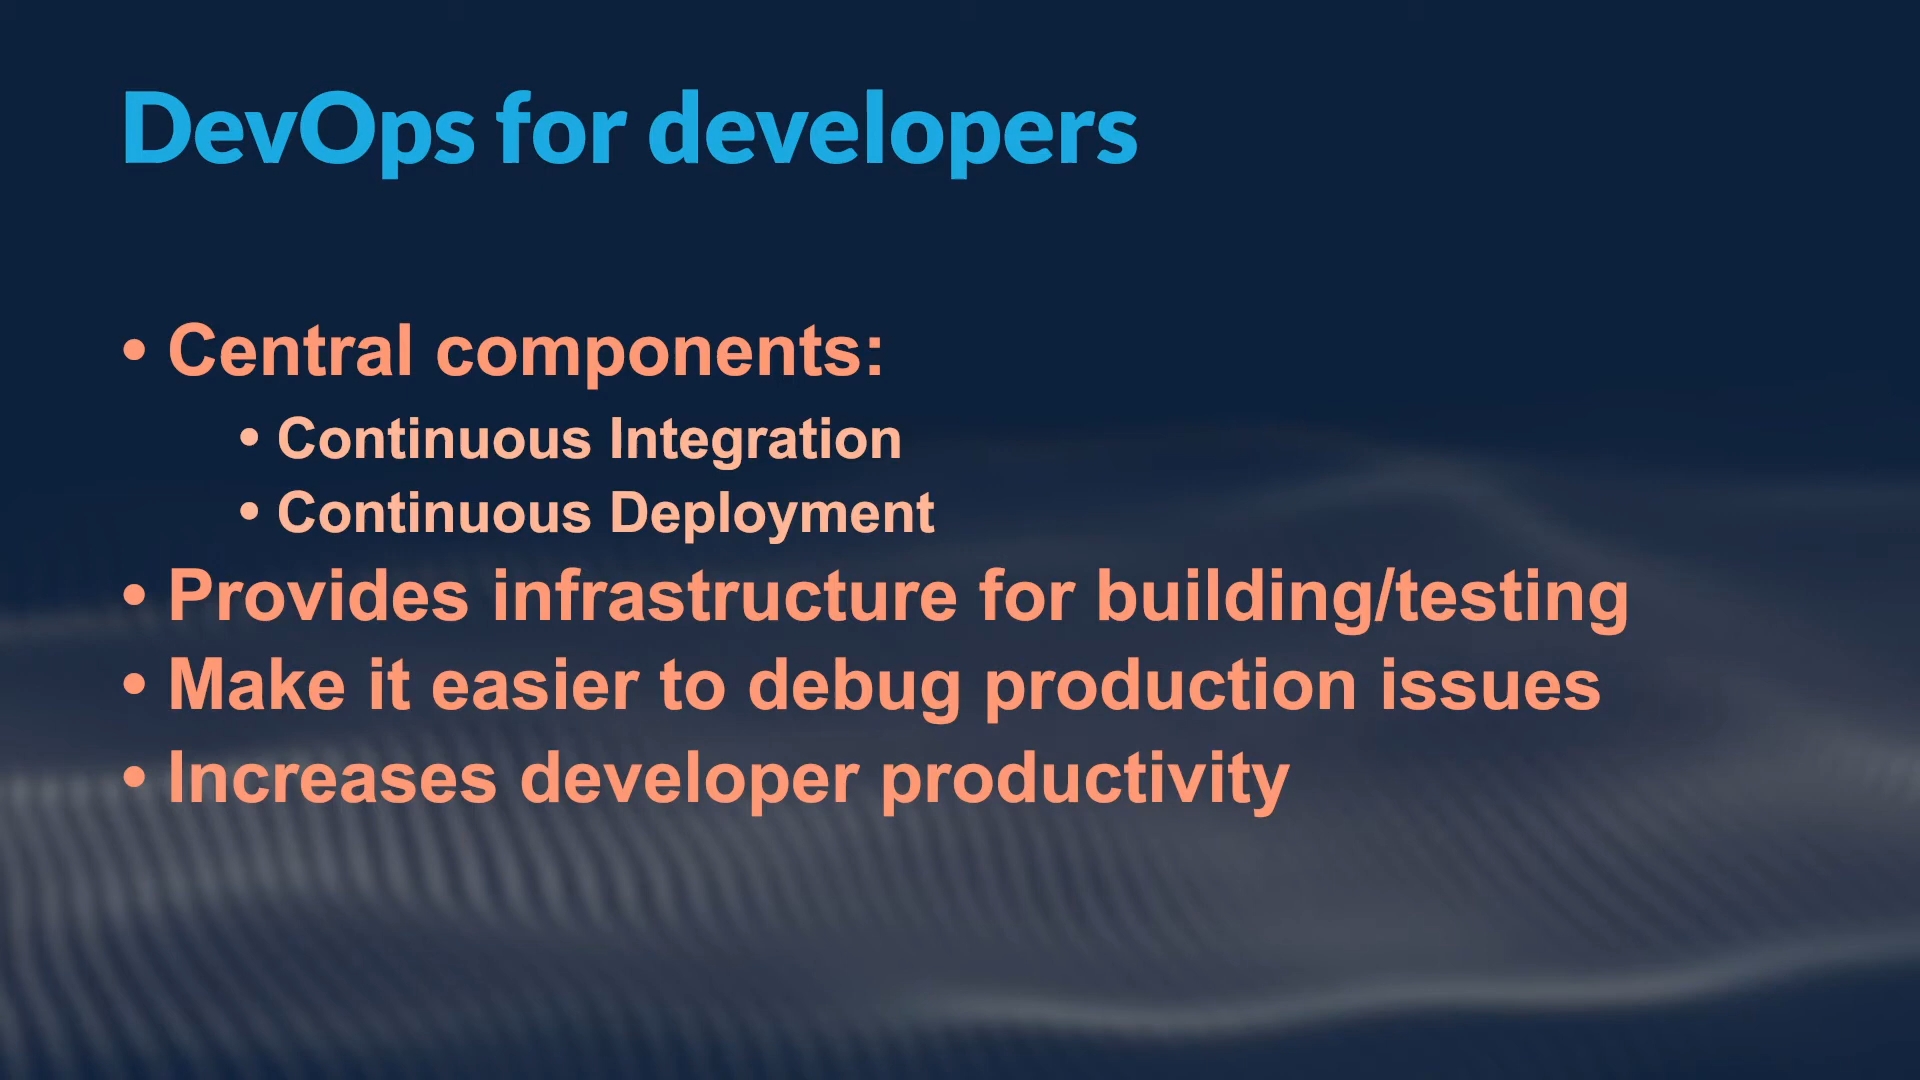 DevOps for developers
• Central components:
• Continuous Integration
• Continuous Deployment
• Provides infrastructure for building/testing
• Make it easier to debug production issues
• Increases developer productivity